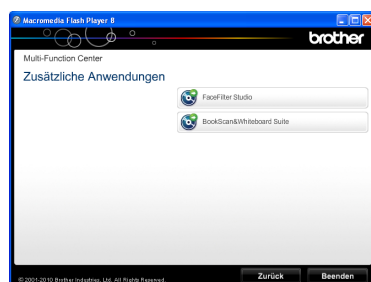 Macromedia Flash Player 8
brother
Multi-Function Center
Zusätzliche Anwendungen
FaceFilter Studio
BookScan&Whiteboard Suite
© 2001-2010 Brother Industries, Ltd. All Rights Reserved.
Zurück Beenden